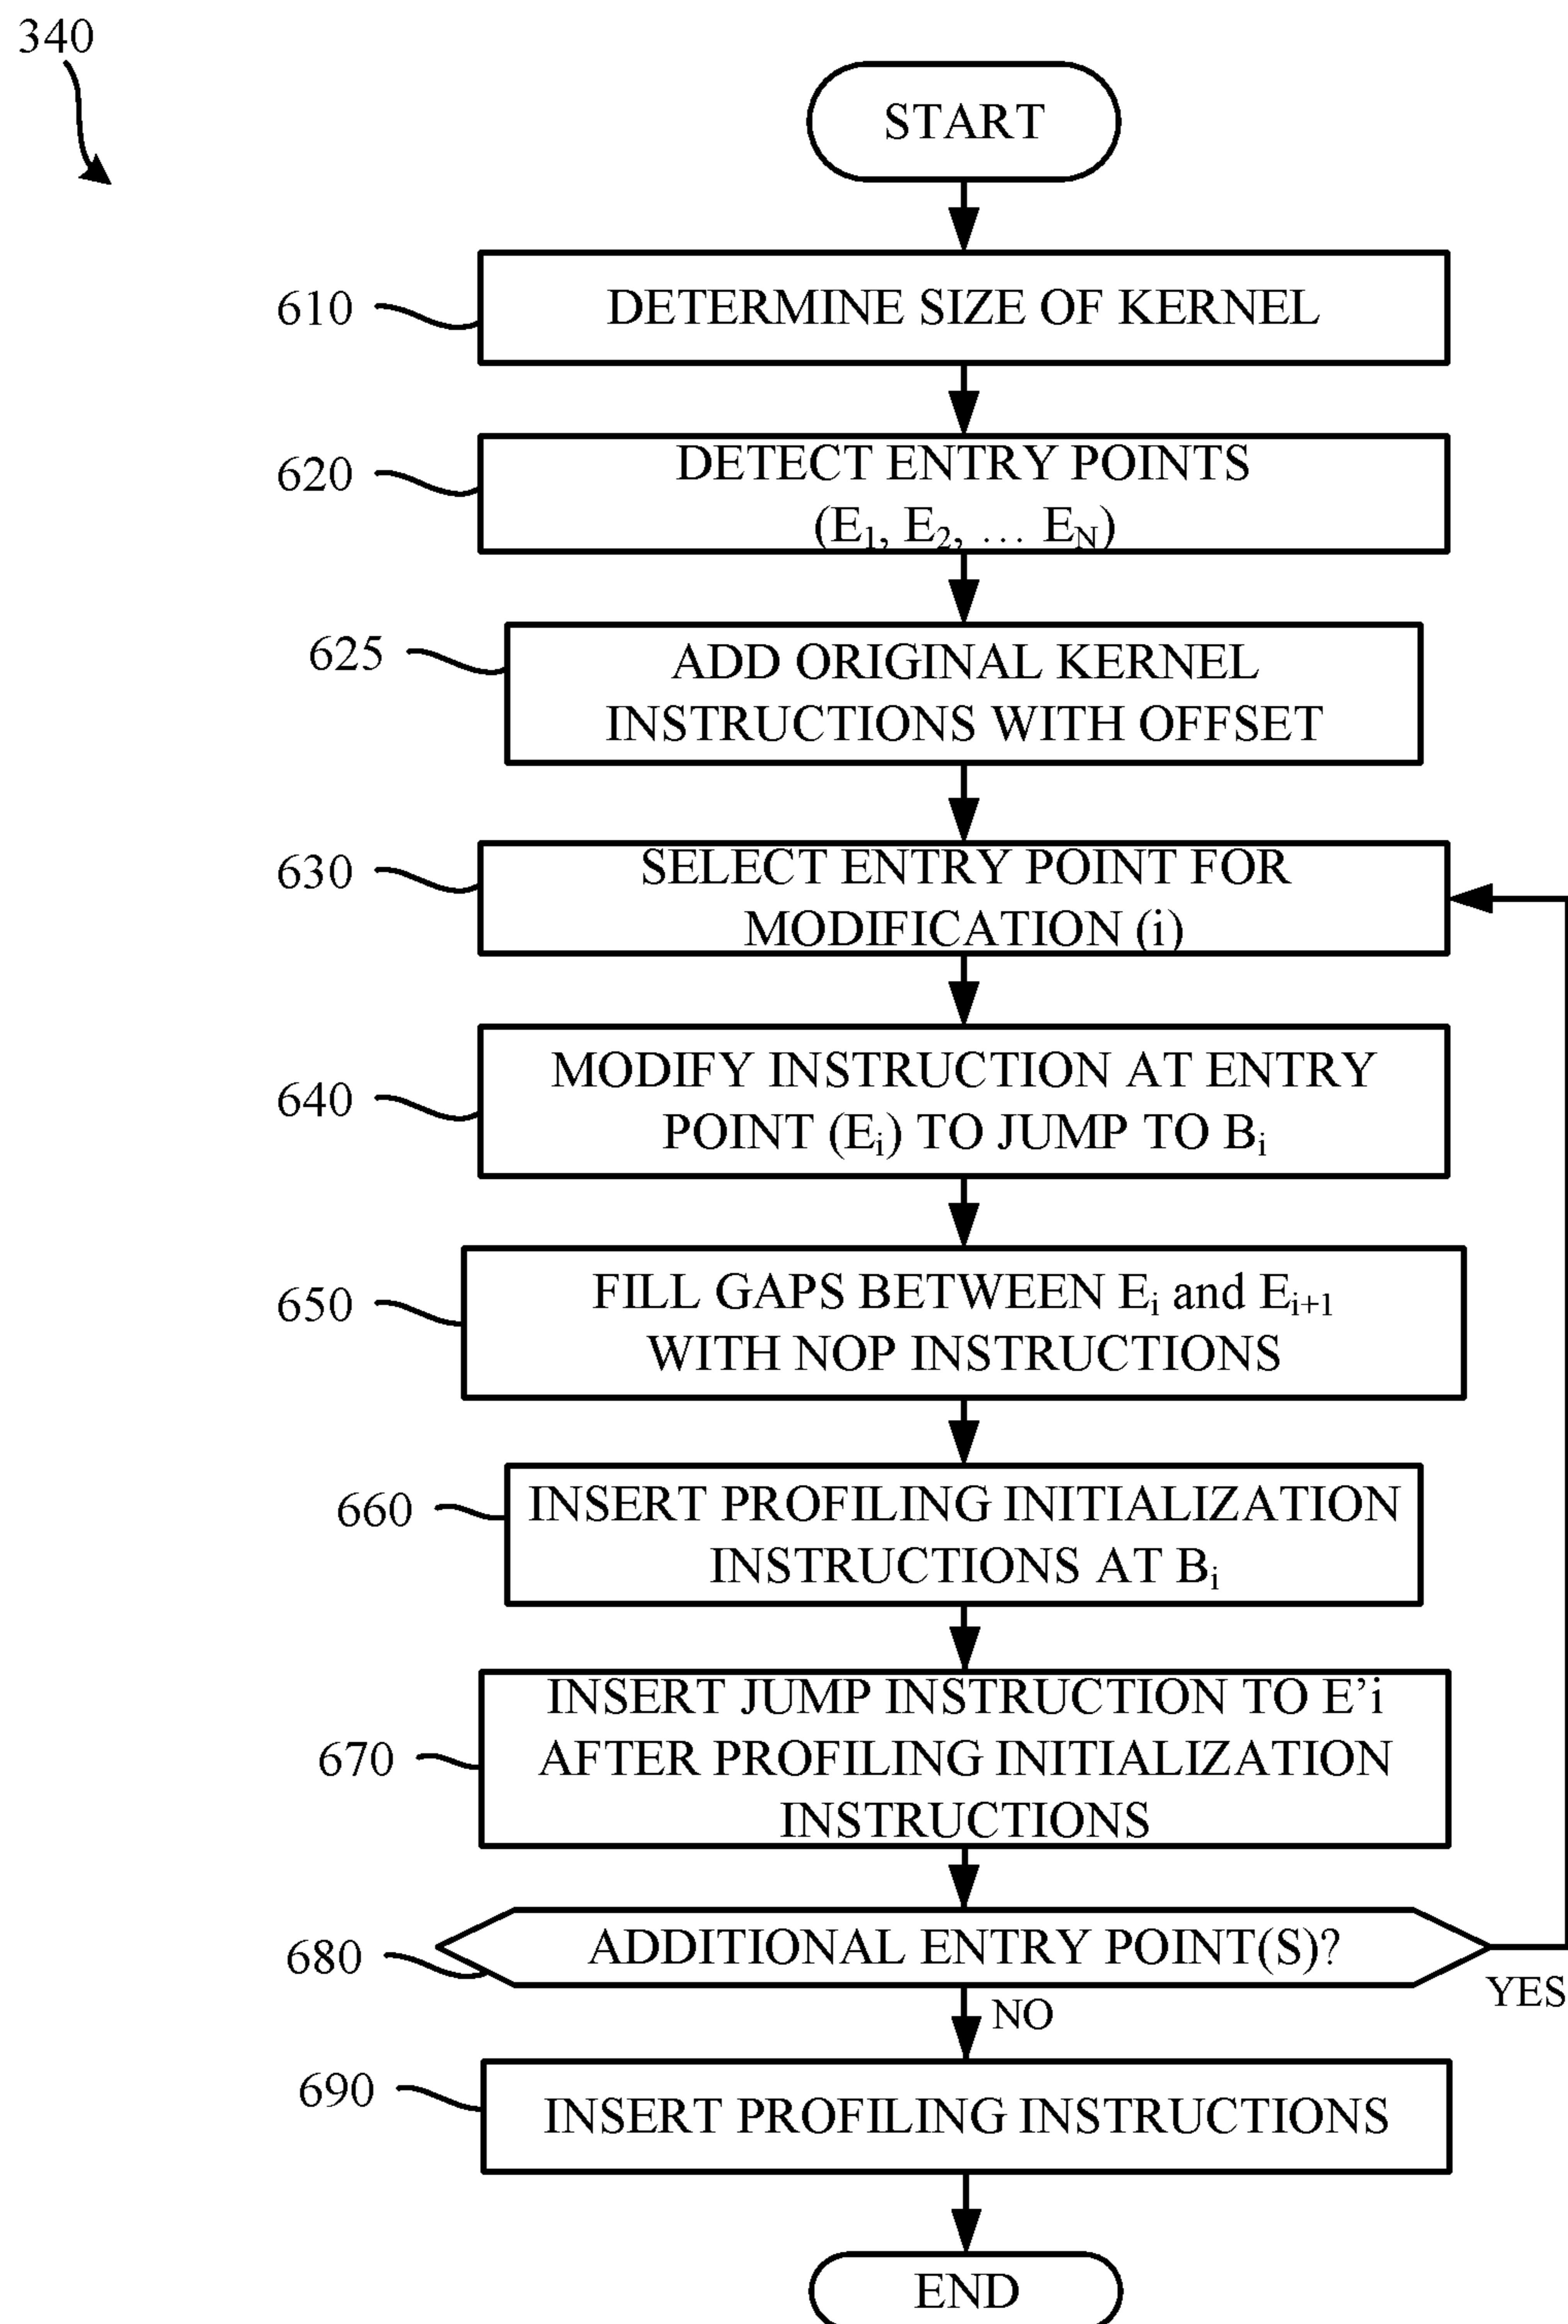 340
START
610
DETERMINE SIZE OF KERNEL
620
DETECT ENTRY POINTS
(E₁, E₂, … E_N)
625
ADD ORIGINAL KERNEL
INSTRUCTIONS WITH OFFSET
630
SELECT ENTRY POINT FOR
MODIFICATION (i)
640
MODIFY INSTRUCTION AT ENTRY
POINT (Eᵢ) TO JUMP TO Bᵢ
650
FILL GAPS BETWEEN Eᵢ and Eᵢ₊₁
WITH NOP INSTRUCTIONS
660
INSERT PROFILING INITIALIZATION
INSTRUCTIONS AT Bᵢ
670
INSERT JUMP INSTRUCTION TO E’i
AFTER PROFILING INITIALIZATION
INSTRUCTIONS
680
ADDITIONAL ENTRY POINT(S)?
YES
NO
690
INSERT PROFILING INSTRUCTIONS
END